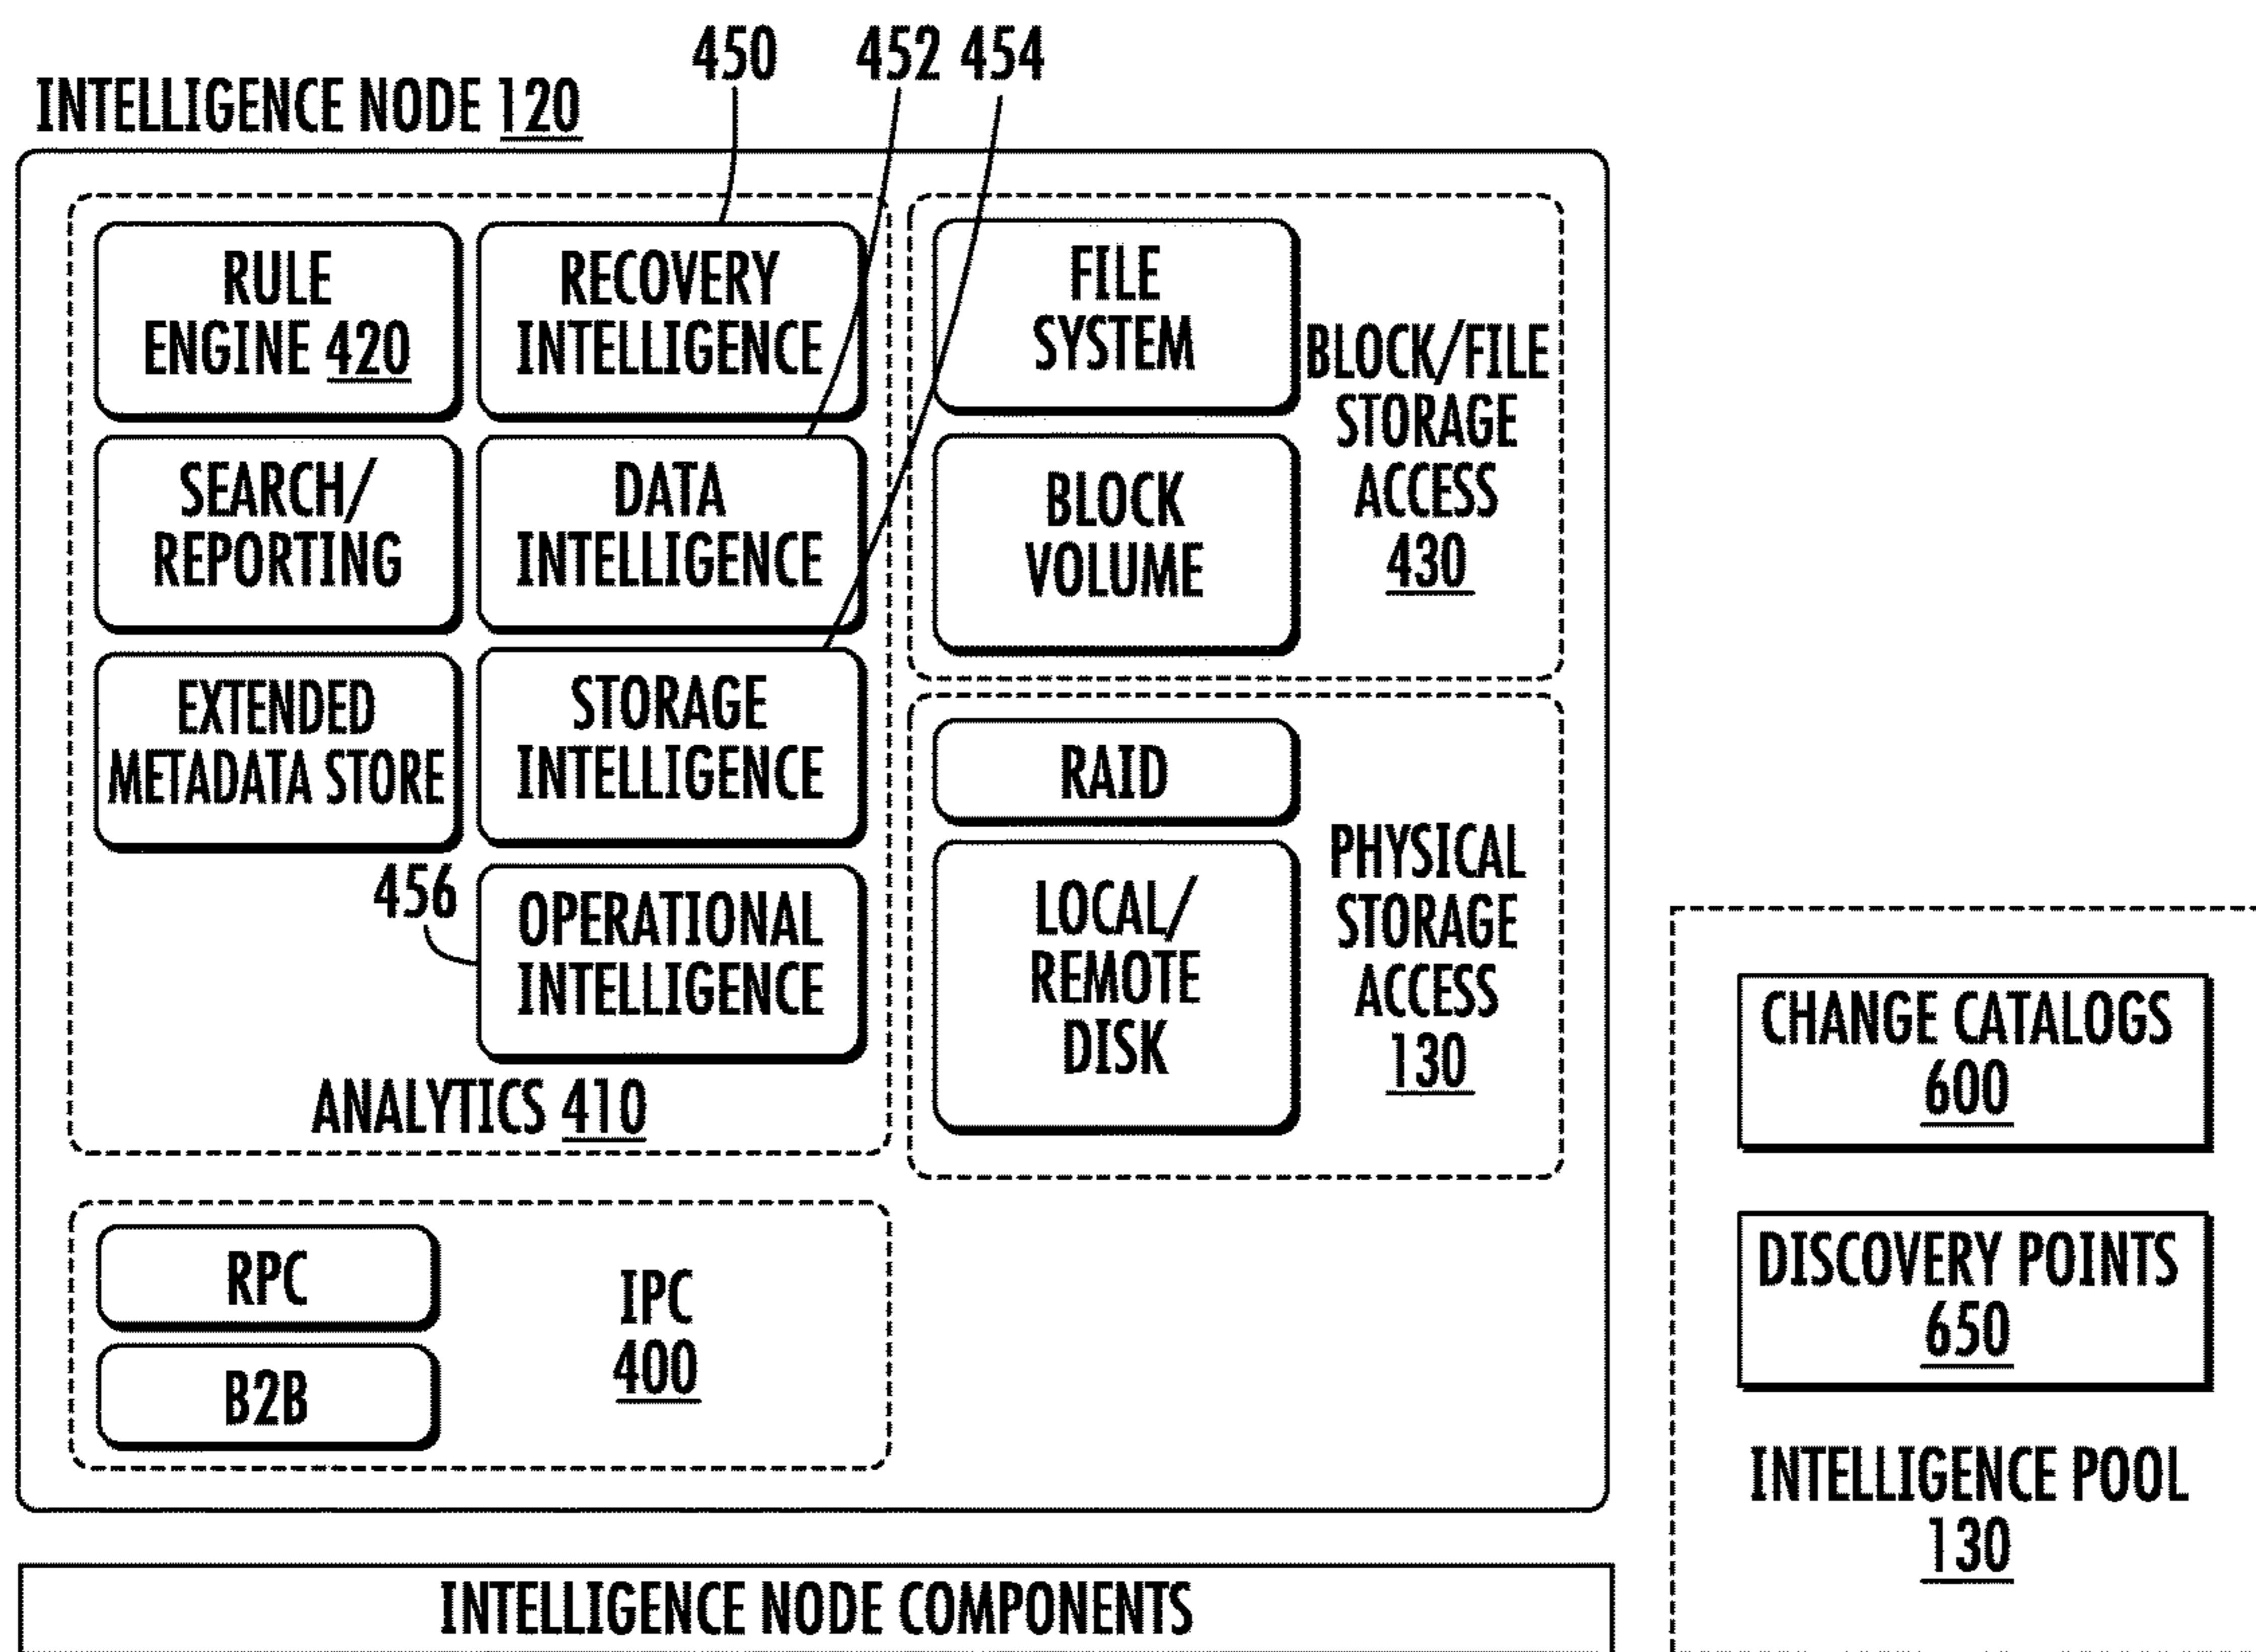 450
452
454
INTELLIGENCE NODE 120
RULE
ENGINE 420
RECOVERY
INTELLIGENCE
SEARCH/
REPORTING
DATA
INTELLIGENCE
EXTENDED
METADATA STORE
STORAGE
INTELLIGENCE
456
OPERATIONAL
INTELLIGENCE
ANALYTICS 410
FILE
SYSTEM
BLOCK
VOLUME
BLOCK/FILE
STORAGE
ACCESS
430
RAID
LOCAL/
REMOTE
DISK
PHYSICAL
STORAGE
ACCESS
130
RPC
B2B
IPC
400
CHANGE CATALOGS
600
DISCOVERY POINTS
650
INTELLIGENCE POOL
130
INTELLIGENCE NODE COMPONENTS